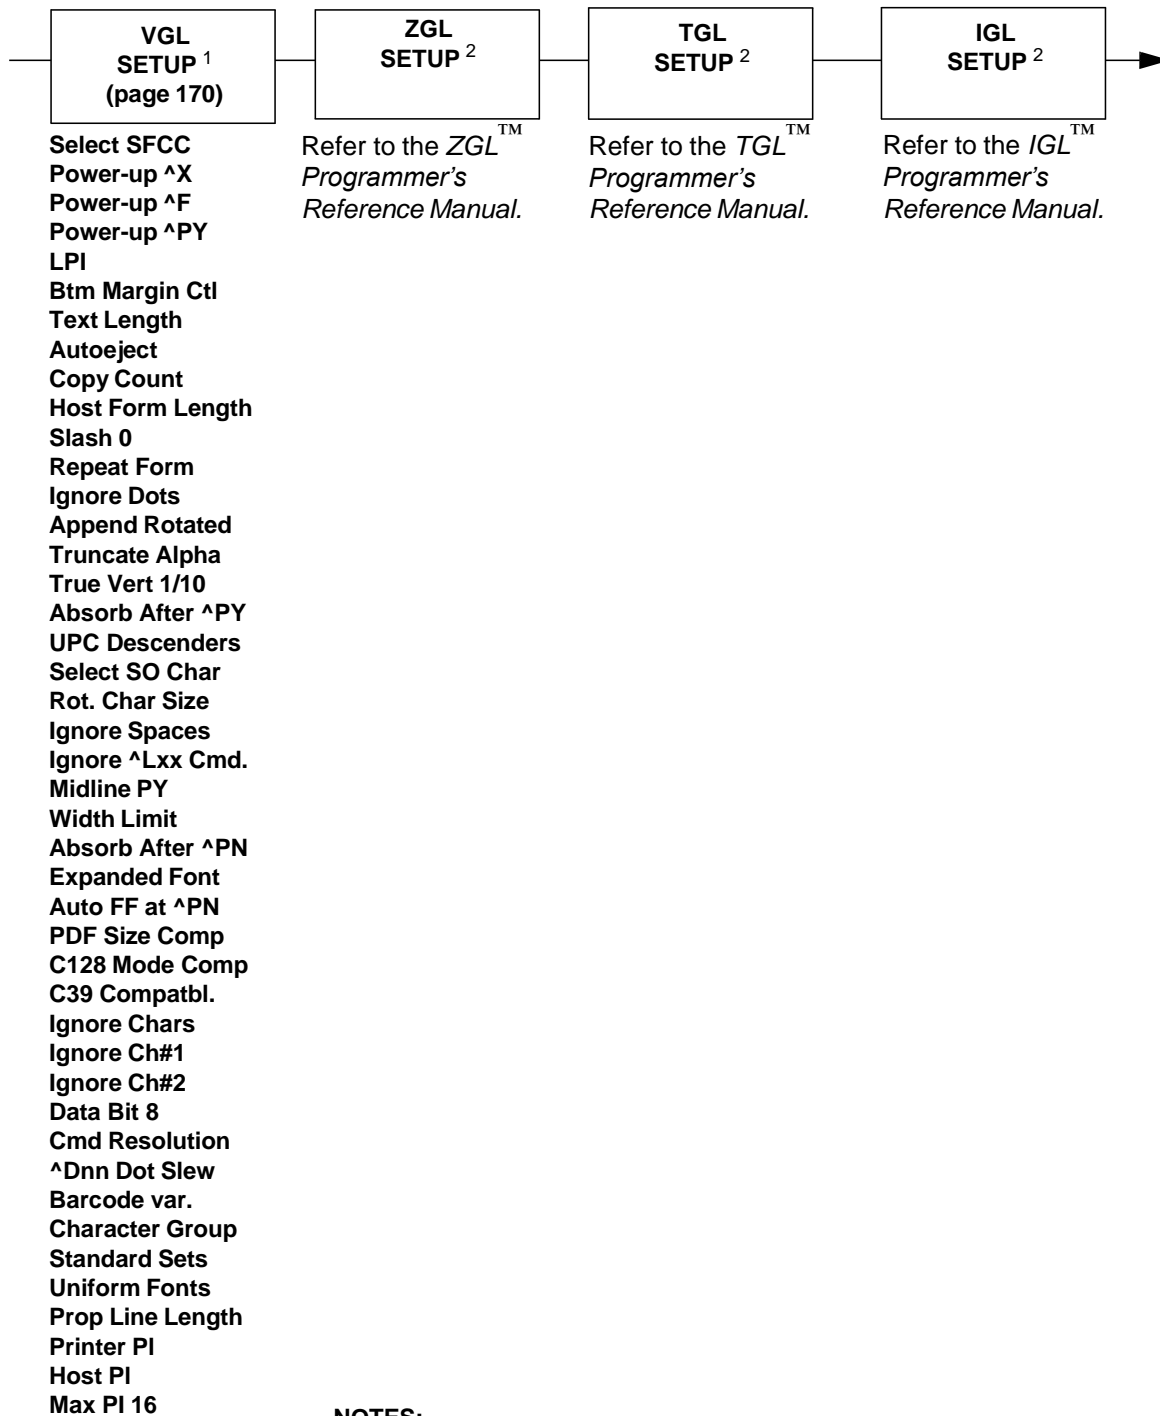 VGL
SETUP 1
(page 170)
ZGL
SETUP 2
TGL
SETUP 2
IGL
SETUP 2
Select SFCC
Power-up ^X
Power-up ^F
Power-up ^PY
LPI
Btm Margin Ctl
Text Length
Autoeject
Copy Count
Host Form Length
Slash 0
Repeat Form
Ignore Dots
Append Rotated
Truncate Alpha
True Vert 1/10
Absorb After ^PY
UPC Descenders
Select SO Char
Rot. Char Size
Ignore Spaces
Ignore ^Lxx Cmd.
Midline PY
Width Limit
Absorb After ^PN
Expanded Font
Auto FF at ^PN
PDF Size Comp
C128 Mode Comp
C39 Compatbl.
Ignore Chars
Ignore Ch#1
Ignore Ch#2
Data Bit 8
Cmd Resolution
^Dnn Dot Slew
Barcode var.
Character Group
Standard Sets
Uniform Fonts
Prop Line Length
Printer PI
Host PI
Max PI 16
Refer to the ZGL™
Programmer’s
Reference Manual.
Refer to the TGL™
Programmer’s
Reference Manual.
Refer to the IGL™
Programmer’s
Reference Manual.
NOTES: